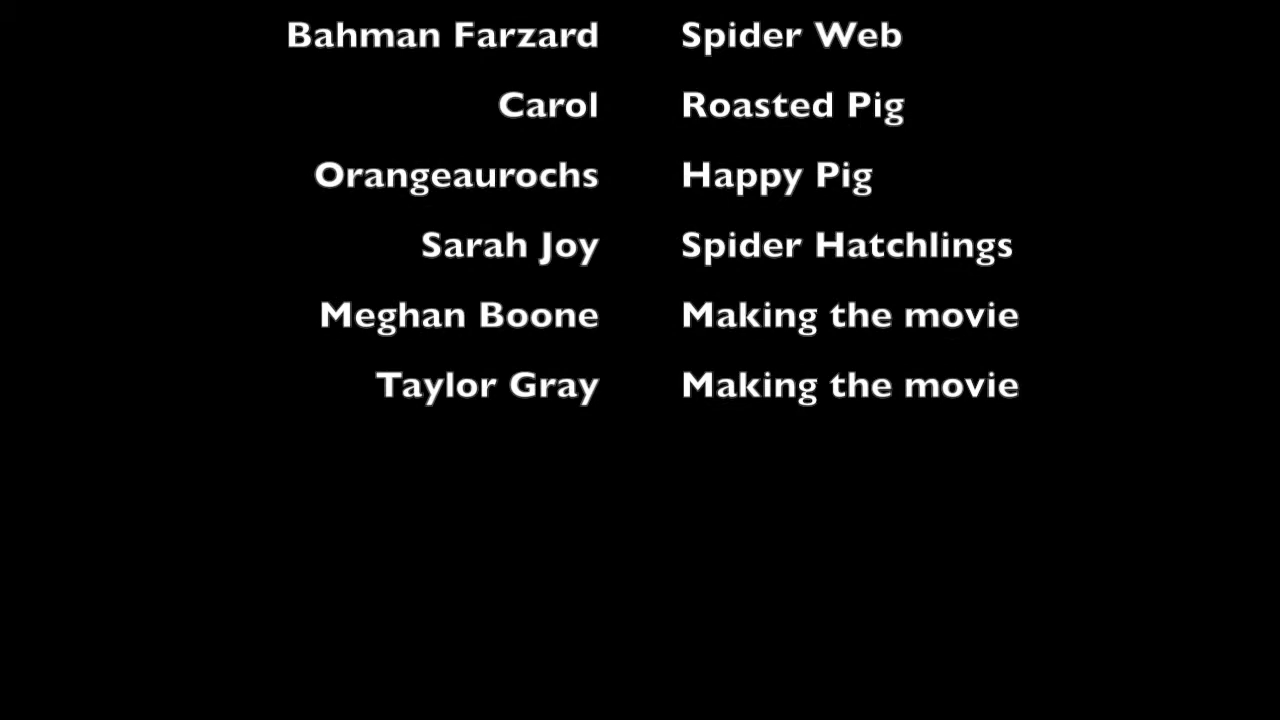 Bahman Farzard Spider Web
Carol Roasted Pig
Orangeaurochs Happy Pig
Sarah Joy Spider Hatchlings
Meghan Boone Making the movie
Taylor Gray Making the movie